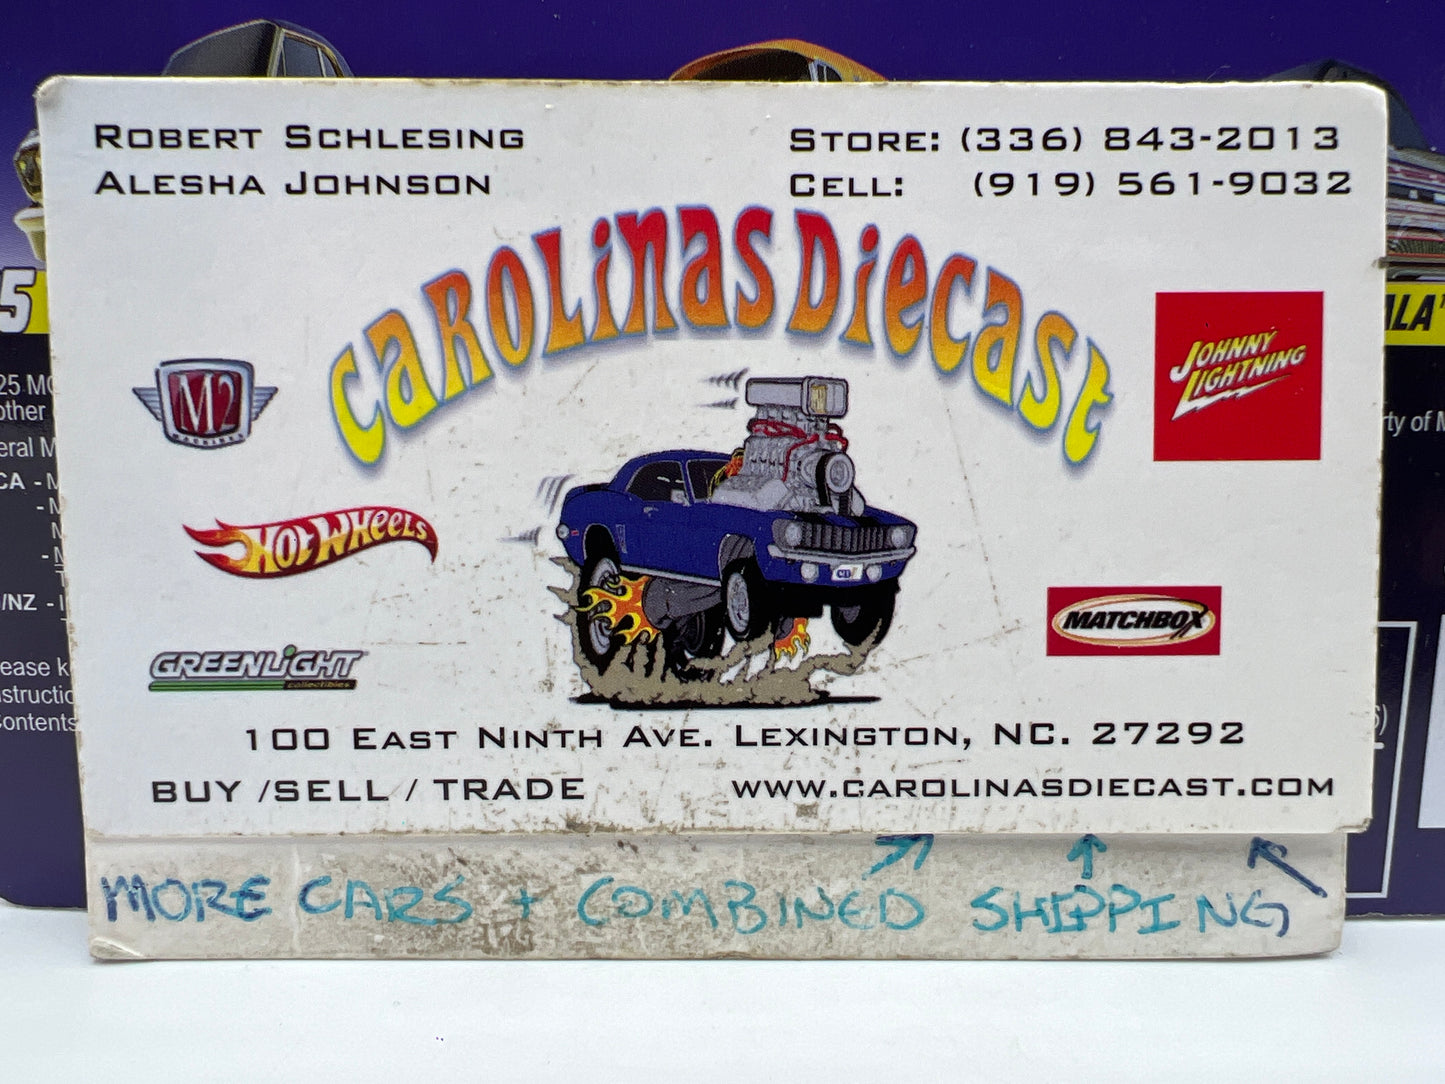 ROBERT SCHLESING
ALESHA JOHNSON
STORE: (336) 843-2013
CELL: (919) 561-9032
CAROLINAS DIECAST
M2
MACHINES
JOHNNY
LIGHTNING
HOT WHEELS
MATCHBOX
GREENLIGHT
collectibles
100 EAST NINTH AVE. LEXINGTON, NC. 27292
BUY /SELL / TRADE
WWW.CAROLINASDIECAST.COM
MORE CARS + COMBINED SHIPPING